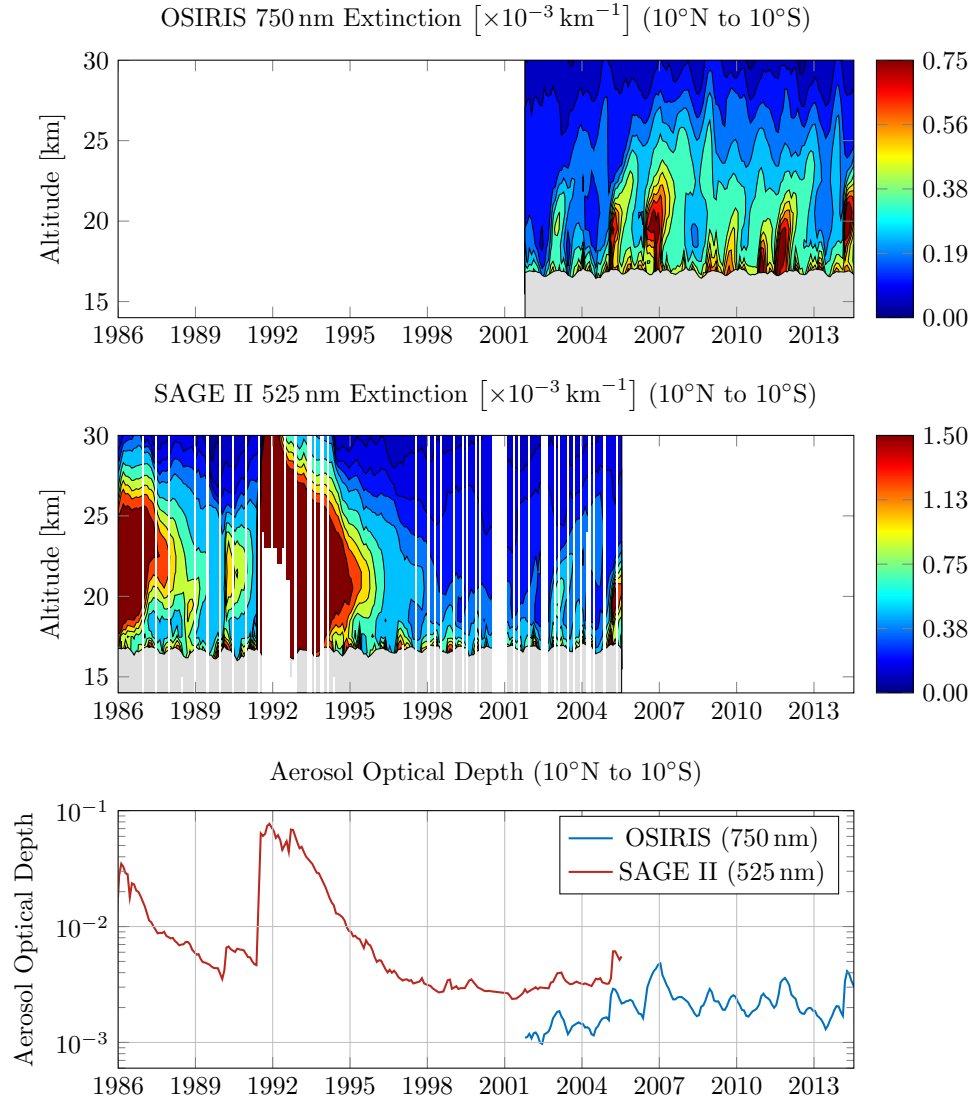 OSIRIS 750 nm Extinction [×10⁻³ km⁻¹] (10°N to 10°S)
Altitude [km]
30
25
20
15
1986 1989 1992 1995 1998 2001 2004 2007 2010 2013
0.75
0.56
0.38
0.19
0.00
SAGE II 525 nm Extinction [×10⁻³ km⁻¹] (10°N to 10°S)
Altitude [km]
30
25
20
15
1986 1989 1992 1995 1998 2001 2004 2007 2010 2013
1.50
1.13
0.75
0.38
0.00
Aerosol Optical Depth (10°N to 10°S)
Aerosol Optical Depth
10⁻¹
10⁻²
10⁻³
OSIRIS (750 nm)
SAGE II (525 nm)
1986 1989 1992 1995 1998 2001 2004 2007 2010 2013